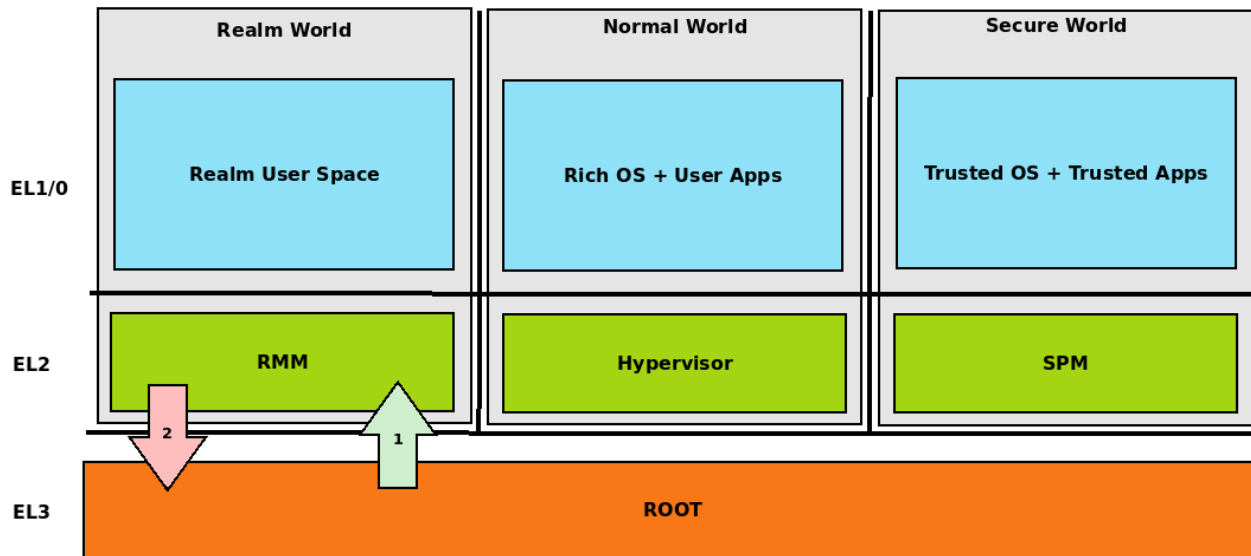 Realm World
Normal World
Secure World
EL1/0
Realm User Space
Rich OS + User Apps
Trusted OS + Trusted Apps
EL2
RMM
Hypervisor
SPM
2
1
EL3
ROOT